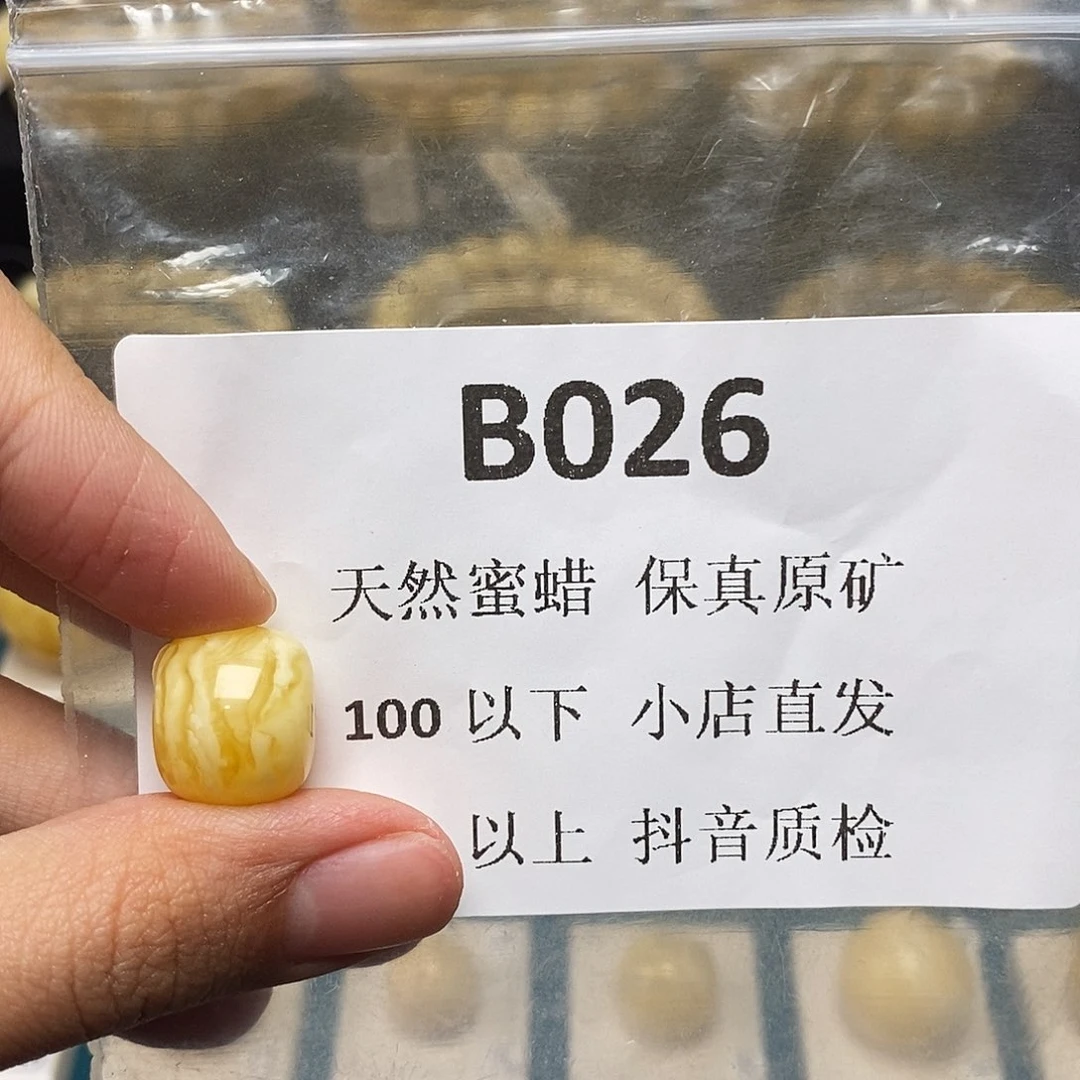 B026
天然蜜蜡 保真原矿
100 以下 小店直发
以上 抖音质检